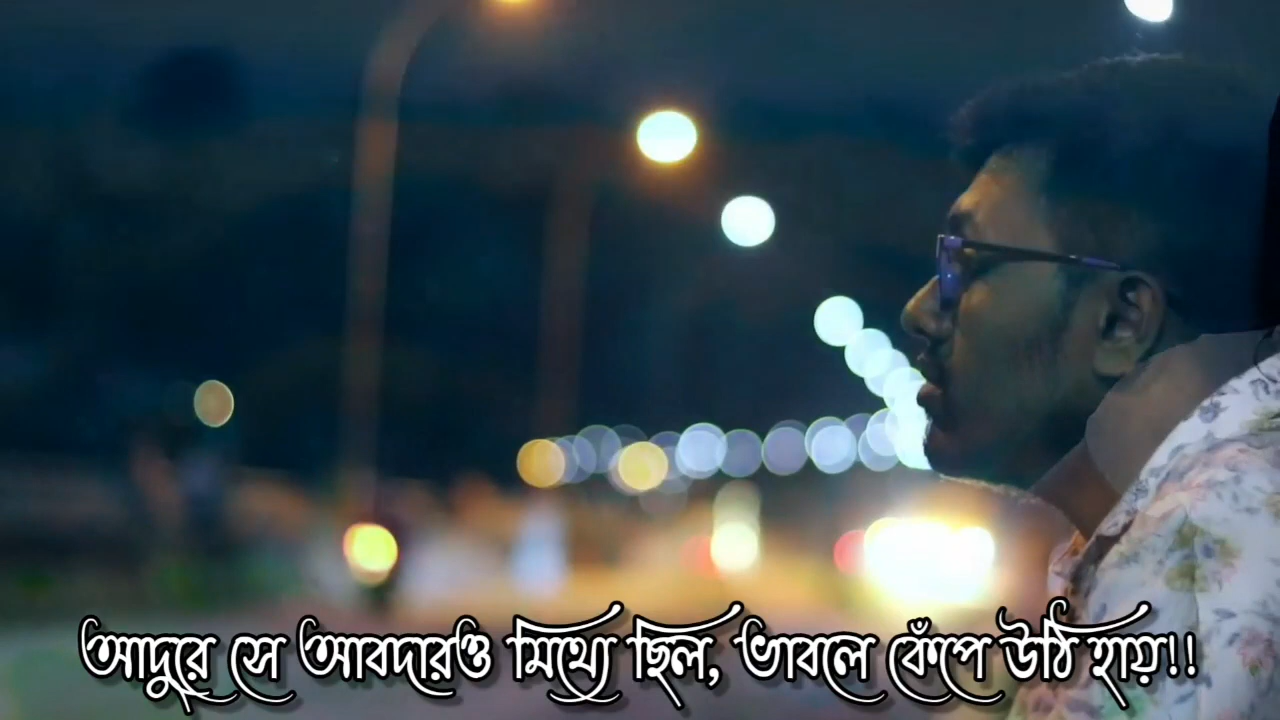 আদুরে সে আবদারও মিথ্যে ছিল, ভাবলে কেঁপে উঠি হায়!!